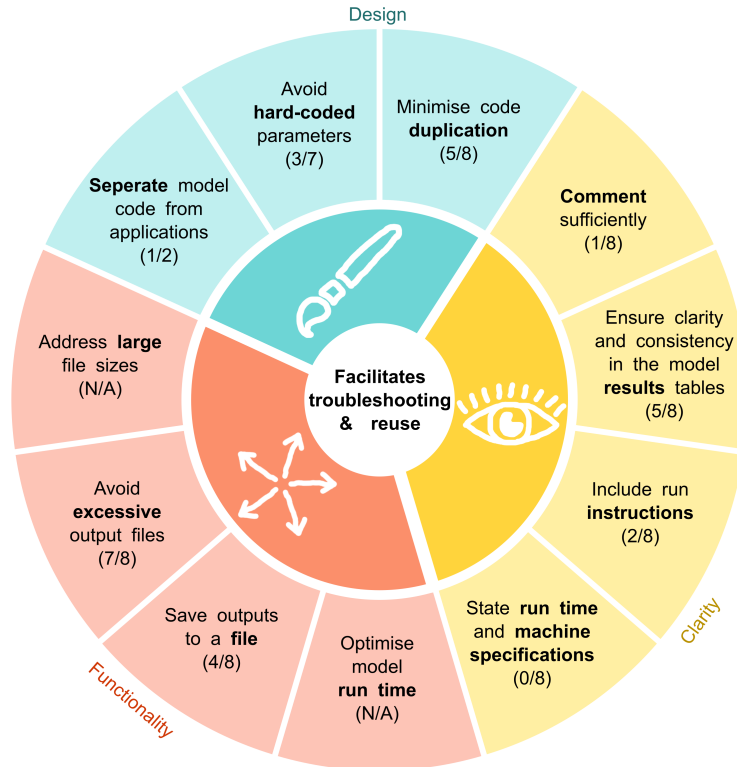 Design
Avoid
hard-coded
parameters
(3/7)
Minimise code
duplication
(5/8)
Seperate model
code from
applications
(1/2)
Comment
sufficiently
(1/8)
Ensure clarity
and consistency
in the model
results tables
(5/8)
Address large
file sizes
(N/A)
Facilitates
troubleshooting
& reuse
Avoid
excessive
output files
(7/8)
Include run
instructions
(2/8)
Save outputs
to a file
(4/8)
Optimise
model
run time
(N/A)
State run time
and machine
specifications
(0/8)
Clarity
Functionality